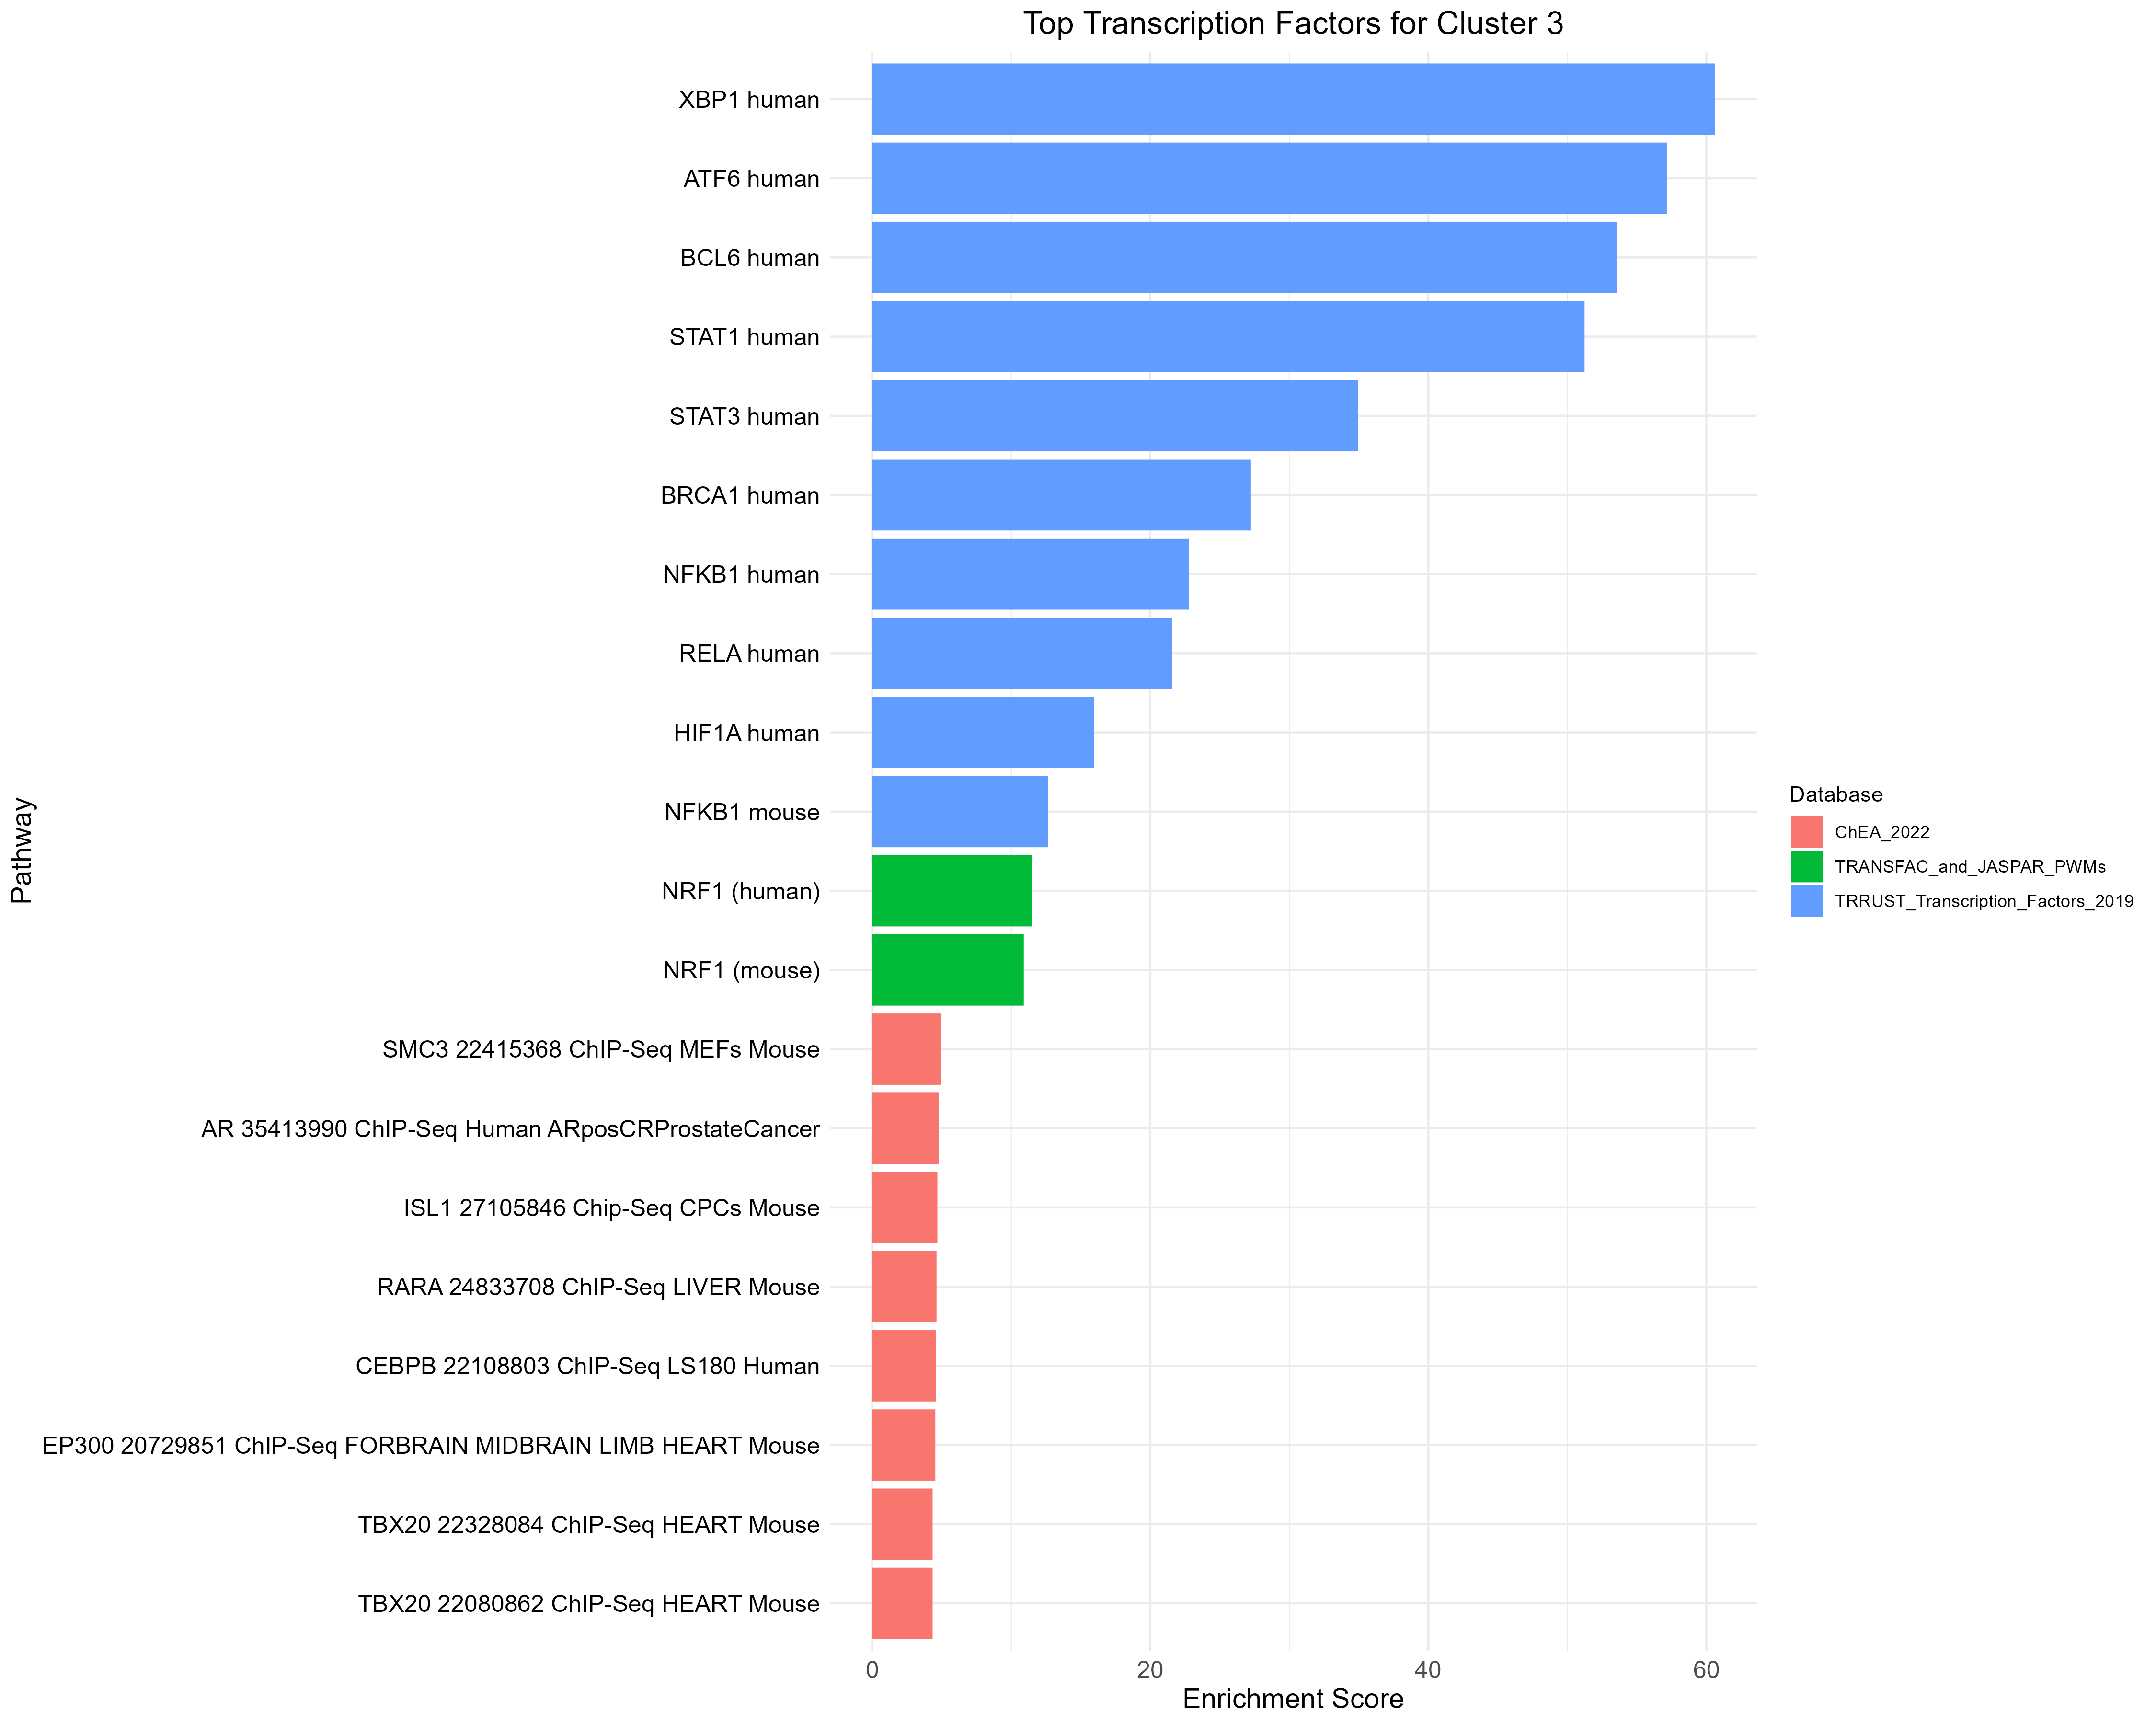 Top Transcription Factors for Cluster 3
Pathway
XBP1 human
ATF6 human
BCL6 human
STAT1 human
STAT3 human
BRCA1 human
NFKB1 human
RELA human
HIF1A human
NFKB1 mouse
NRF1 (human)
NRF1 (mouse)
SMC3 22415368 ChIP-Seq MEFs Mouse
AR 35413990 ChIP-Seq Human ARposCRProstateCancer
ISL1 27105846 Chip-Seq CPCs Mouse
RARA 24833708 ChIP-Seq LIVER Mouse
CEBPB 22108803 ChIP-Seq LS180 Human
EP300 20729851 ChIP-Seq FORBRAIN MIDBRAIN LIMB HEART Mouse
TBX20 22328084 ChIP-Seq HEART Mouse
TBX20 22080862 ChIP-Seq HEART Mouse
0 20 40 60
Enrichment Score
Database
ChEA_2022
TRANSFAC_and_JASPAR_PWMs
TRRUST_Transcription_Factors_2019